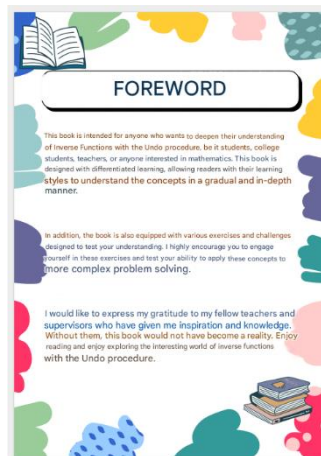 FOREWORD
This book is intended for anyone who wants to deepen their understanding
of Inverse Functions with the Undo procedure, be it students, college
students, teachers, or anyone interested in mathematics. This book is
designed with differentiated learning, allowing readers with their learning
styles to understand the concepts in a gradual and in-depth
manner.
In addition, the book is also equipped with various exercises and challenges
designed to test your understanding. I highly encourage you to engage
yourself in these exercises and test your ability to apply these concepts to
more complex problem solving.
I would like to express my gratitude to my fellow teachers and
supervisors who have given me inspiration and knowledge.
Without them, this book would not have become a reality. Enjoy
reading and enjoy exploring the interesting world of inverse functions
with the Undo procedure.